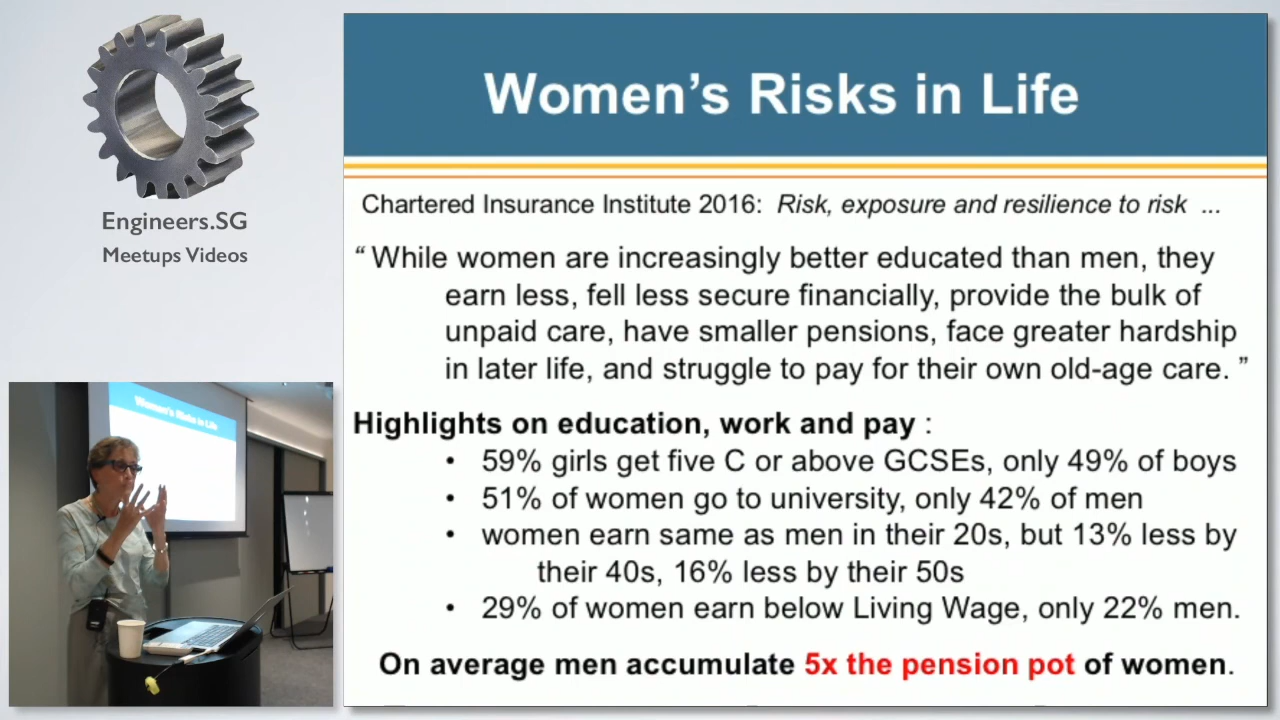 Engineers.SG
Meetups Videos
Women's Risks in Life
Chartered Insurance Institute 2016: Risk, exposure and resilience to risk ...
“ While women are increasingly better educated than men, they
earn less, fell less secure financially, provide the bulk of
unpaid care, have smaller pensions, face greater hardship
in later life, and struggle to pay for their own old-age care. ”
Highlights on education, work and pay :
• 59% girls get five C or above GCSEs, only 49% of boys
• 51% of women go to university, only 42% of men
• women earn same as men in their 20s, but 13% less by
their 40s, 16% less by their 50s
• 29% of women earn below Living Wage, only 22% men.
On average men accumulate 5x the pension pot of women.
Women's Risks in Life